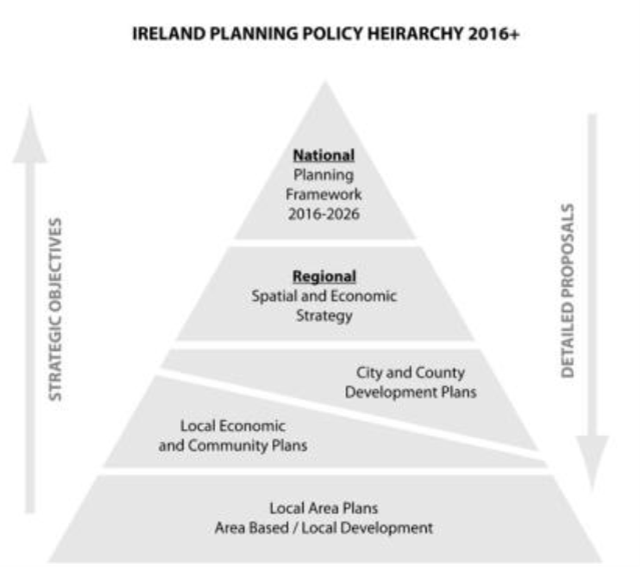 IRELAND PLANNING POLICY HEIRARCHY 2016+
National
Planning
Framework
2016-2026
Regional
Spatial and Economic
Strategy
City and County
Development Plans
Local Economic
and Community Plans
Local Area Plans
Area Based / Local Development
STRATEGIC OBJECTIVES
DETAILED PROPOSALS